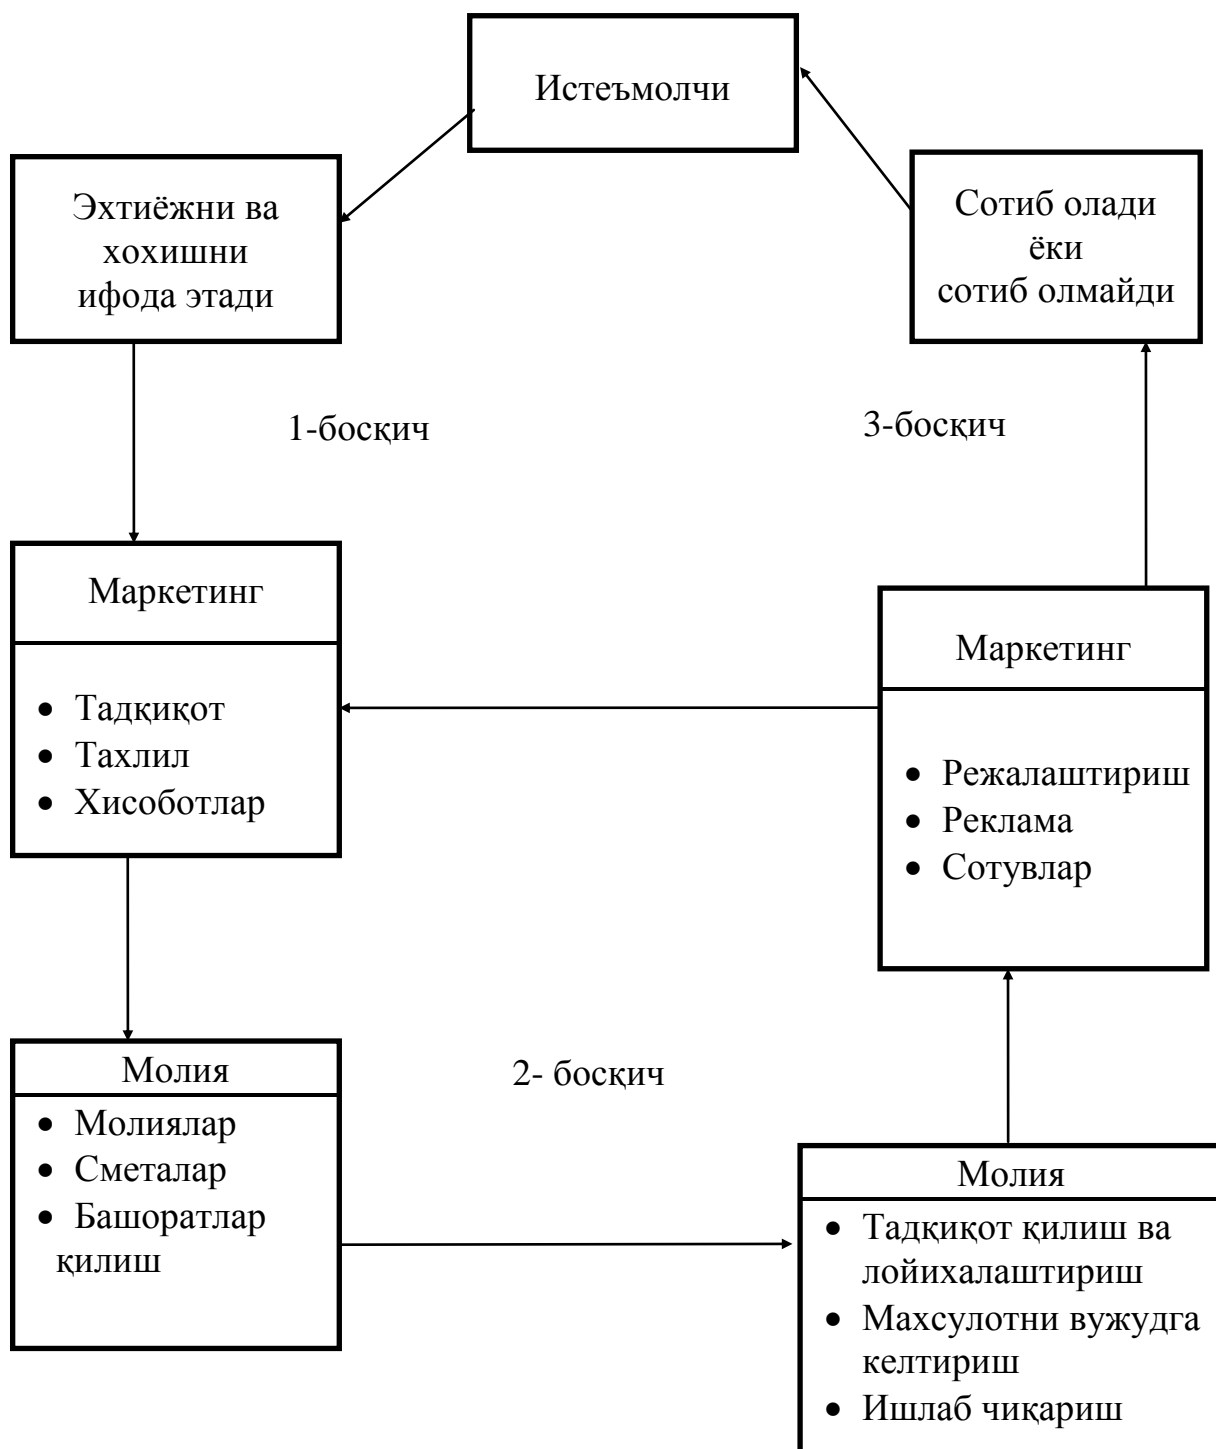 Истеъмолчи
Эхтиёжни ва
хохишни
ифода этади
Сотиб олади
ёки
сотиб олмайди
1-босқич
3-босқич
Маркетинг
• Тадқиқот
• Тахлил
• Хисоботлар
Маркетинг
• Режалаштириш
• Реклама
• Сотувлар
Молия
• Молиялар
• Сметалар
• Башоратлар
қилиш
2- босқич
Молия
• Тадқиқот қилиш ва
лойихалаштириш
• Махсулотни вужудга
келтириш
• Ишлаб чиқариш